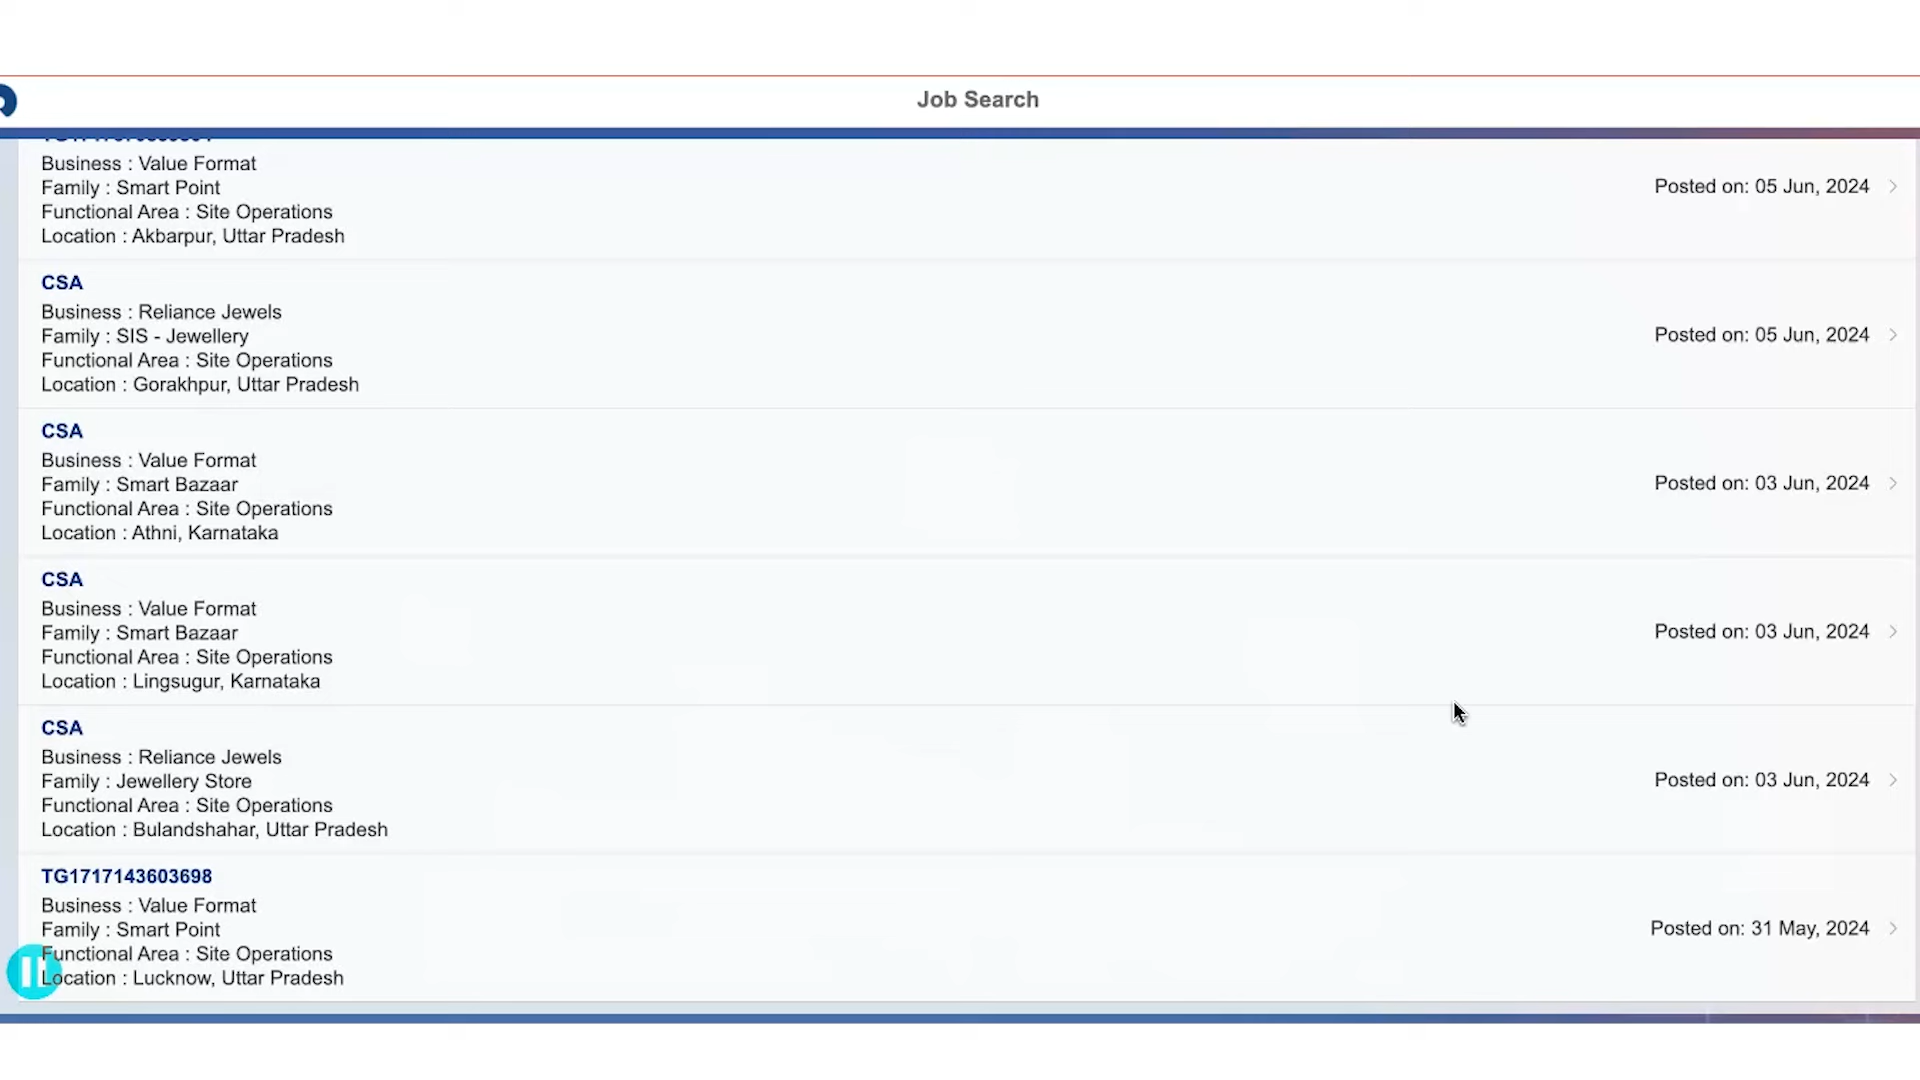 Job Search
Business : Value Format
Family : Smart Point
Functional Area : Site Operations
Location : Akbarpur, Uttar Pradesh
Posted on: 05 Jun, 2024
CSA
Business : Reliance Jewels
Family : SIS - Jewellery
Functional Area : Site Operations
Location : Gorakhpur, Uttar Pradesh
Posted on: 05 Jun, 2024
CSA
Business : Value Format
Family : Smart Bazaar
Functional Area : Site Operations
Location : Athni, Karnataka
Posted on: 03 Jun, 2024
CSA
Business : Value Format
Family : Smart Bazaar
Functional Area : Site Operations
Location : Lingsugur, Karnataka
Posted on: 03 Jun, 2024
CSA
Business : Reliance Jewels
Family : Jewellery Store
Functional Area : Site Operations
Location : Bulandshahar, Uttar Pradesh
Posted on: 03 Jun, 2024
TG1717143603698
Business : Value Format
Family : Smart Point
Functional Area : Site Operations
Location : Lucknow, Uttar Pradesh
Posted on: 31 May, 2024